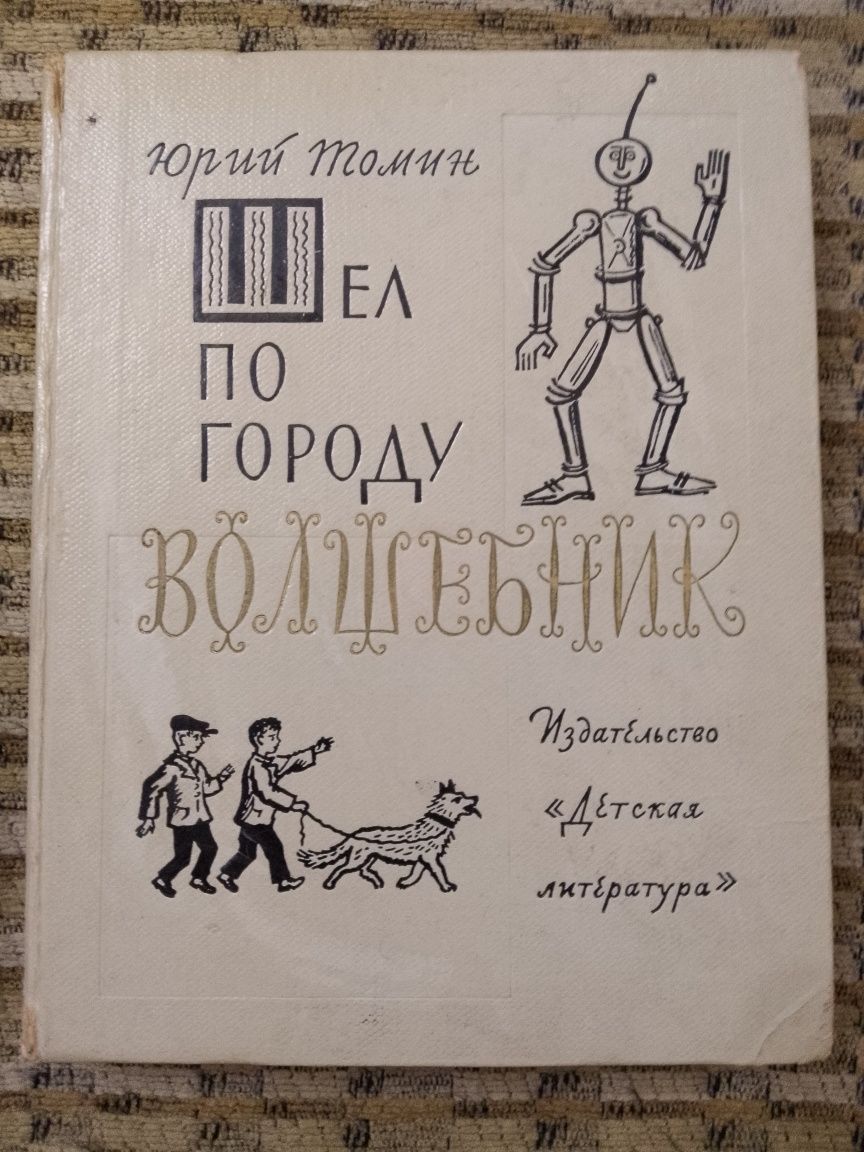 Юрий Томин
ШЕЛ
ПО
ГОРОДУ
ВОЛШЕБНИК
Издательство
«Детская
литература»